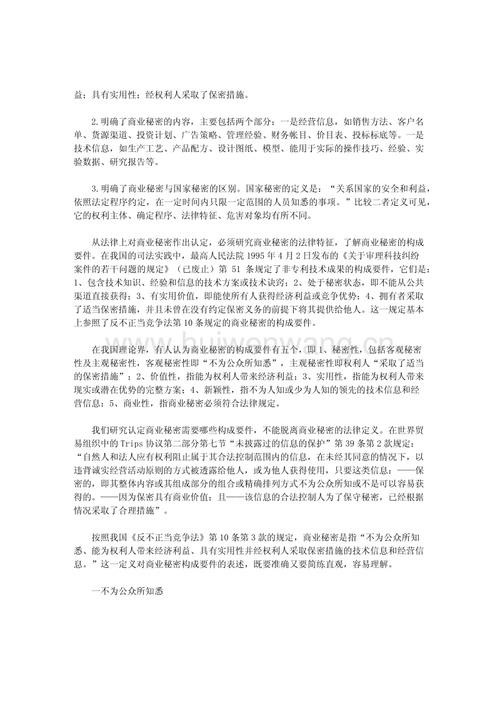 益；具有实用性；经权利人采取了保密措施。
2.明确了商业秘密的内容，主要包括两个部分：一是经营信息，如销售方法、客户名
单、货源渠道、投资计划、广告策略、管理经验、财务帐目、价目表、投标标底等。一是
技术信息，如生产工艺、产品配方、设计图纸、模型、能用于实际的操作技巧、经验、实
验数据、研究报告等。
3.明确了商业秘密与国家秘密的区别。国家秘密的定义是：“关系国家的安全和利益，
依照法定程序约定，在一定时间内只限一定范围的人员知悉的事项。”比较二者定义可见，
它的权利主体、确定程序、法律特征、危害对象均有所不同。
从法律上对商业秘密作出认定，必须研究商业秘密的法律特征，了解商业秘密的构成
要件。在我国的司法实践中，最高人民法院 1995 年 4 月 2 日发布的《关于审理科技纠纷
案件的若干问题的规定》（已废止）第 51 条规定了非专利技术成果的构成要件，它们是：
1、包含技术知识、经验和信息的技术方案或技术诀窍；2、处于秘密状态，即不能从公共
渠道直接获得；3、有实用价值，即能使所有人获得经济利益或竞争优势；4、拥有者采取
了适当保密措施，并且未曾在没有约定保密义务的前提下将其提供给他人。这一规定基本
上参照了反不正当竞争法第 10 条规定的商业秘密的构成要件。
在我国理论界，有人认为商业秘密的构成要件有五个，即 1、秘密性，包括客观秘密
性及主观秘密性，客观秘密性即“不为公众所知悉”，主观秘密性即权利人“采取了适当
的保密措施”；2、价值性，指能为权利人带来经济利益；3、实用性，指能为权利人带来
现实或潜在优势的完整方案；4、新颖性，指不为人知或少为人知的领先的技术信息和经
营信息；5、商业性，指商业秘密必须符合法律规定。
我们研究认定商业秘密需要哪些构成要件，不能脱离商业秘密的法律定义。在世界贸
易组织中的 Trips 协议第二部分第七节“未披露过的信息的保护”第 39 条第 2 款规定：
“自然人和法人应有权利阻止属于其合法控制范围内的信息，在未经其同意的情况下，以
违背诚实经营活动原则的方式被透露给他人，或为他人获得使用，只要这类信息：——保
密的，即其整体内容或其组成部分的组合或精确排列方式不为公众所知或不是可以轻易获
得的。——因为保密具有商业价值；且——该信息的合法控制人为了保守秘密，已经根据
情况采取了合理措施”。
按照我国《反不正当竞争法》第 10 条第 3 款的规定，商业秘密是指“不为公众所知
悉、能为权利人带来经济利益、具有实用性并经权利人采取保密措施的技术信息和经营信
息。”这一定义对商业秘密构成要件的表述，既要准确又要简练直观，容易理解。
一不为公众所知悉
www.huiwenwang.cn